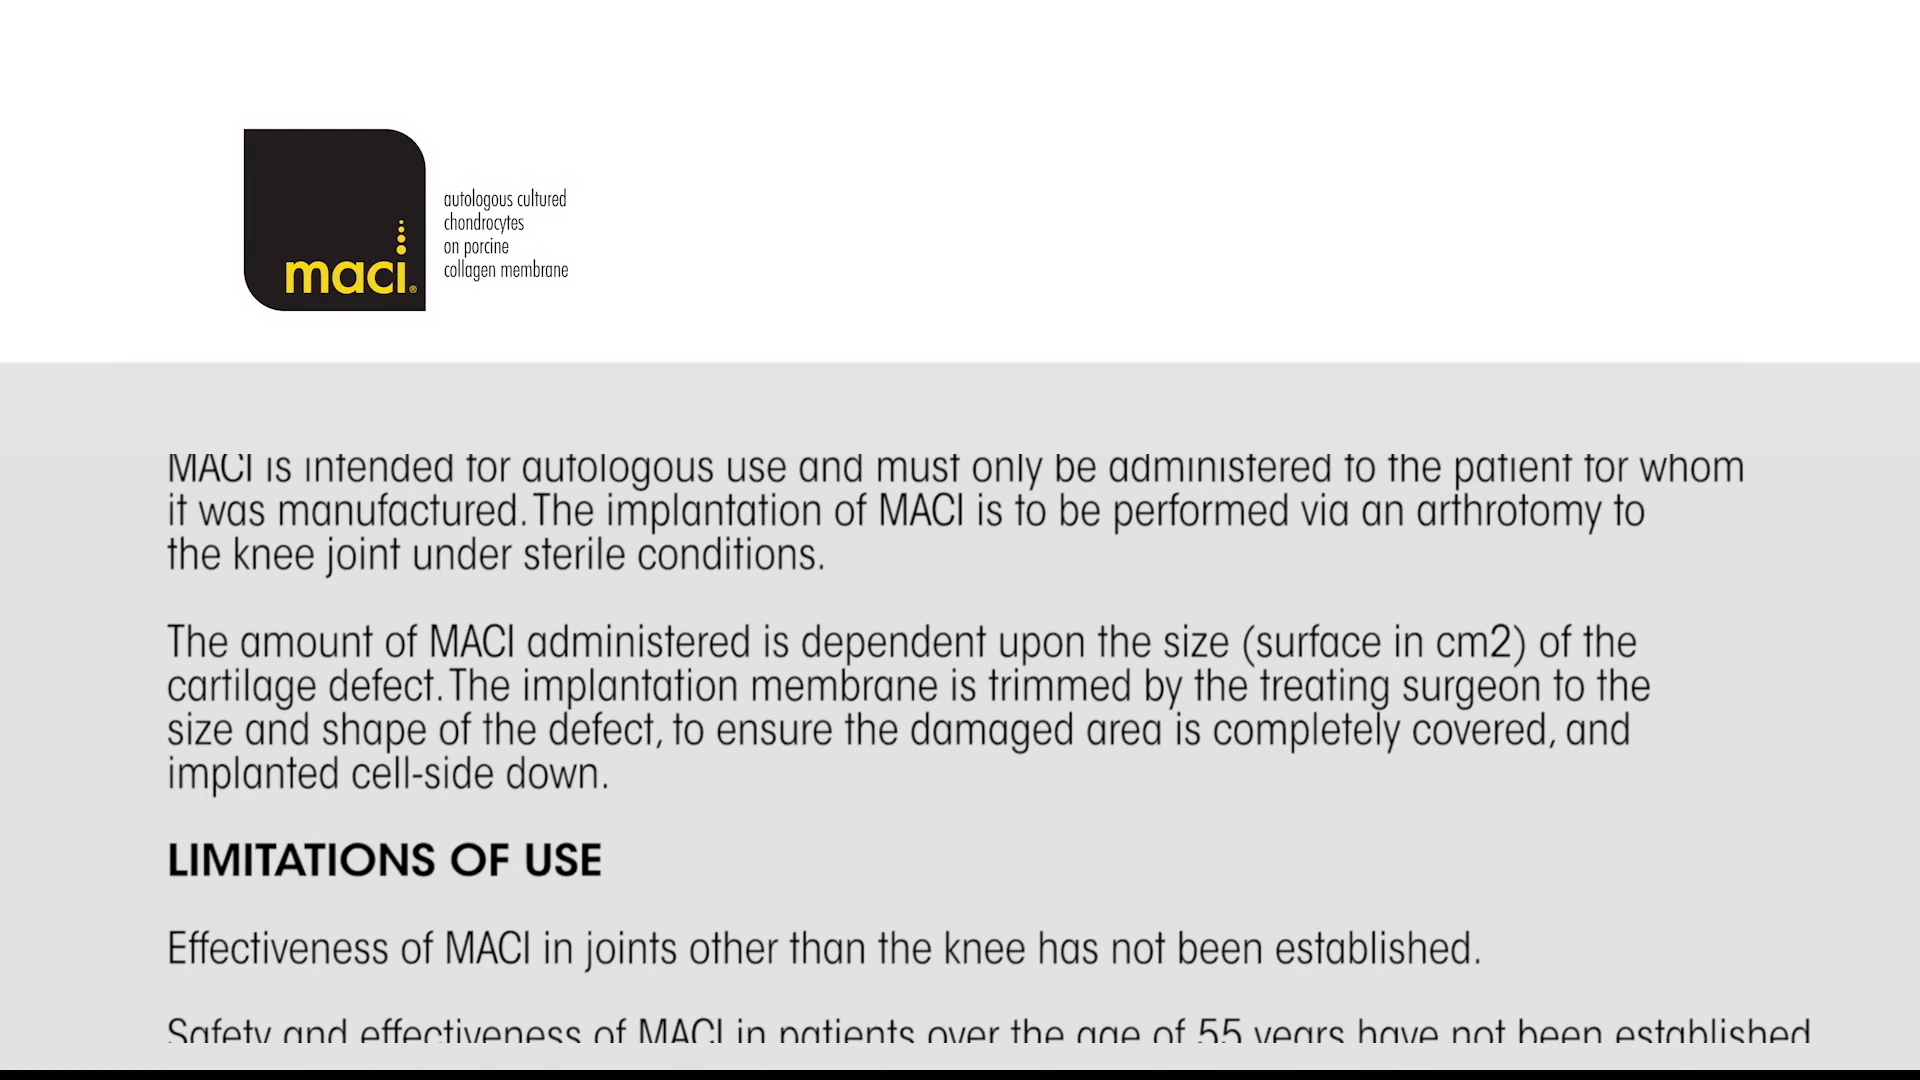 maci®
autologous cultured
chondrocytes
on porcine
collagen membrane
MACI is intended for autologous use and must only be administered to the patient for whom
it was manufactured. The implantation of MACI is to be performed via an arthrotomy to
the knee joint under sterile conditions.
The amount of MACI administered is dependent upon the size (surface in cm2) of the
cartilage defect. The implantation membrane is trimmed by the treating surgeon to the
size and shape of the defect, to ensure the damaged area is completely covered, and
implanted cell-side down.
LIMITATIONS OF USE
Effectiveness of MACI in joints other than the knee has not been established.
Safety and effectiveness of MACI in patients over the age of 55 years have not been established.